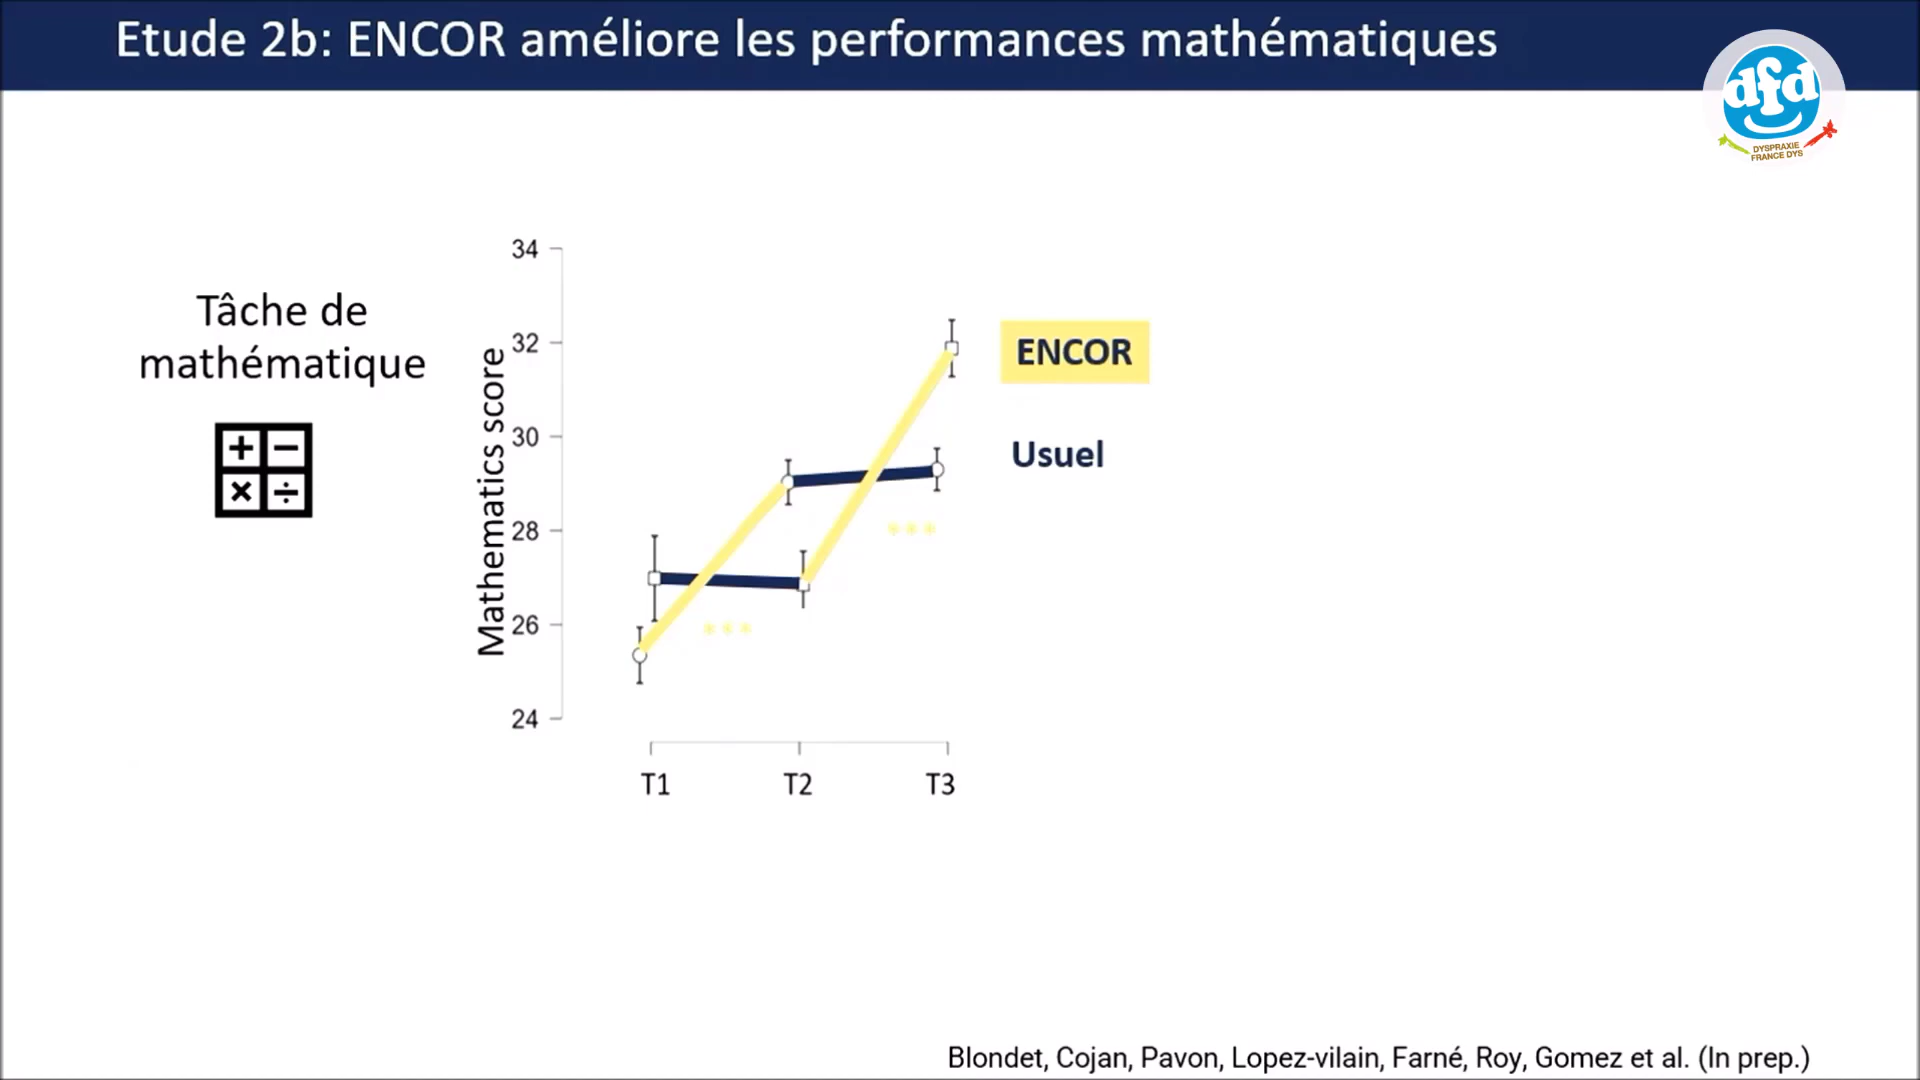 Etude 2b: ENCOR améliore les performances mathématiques
dfd
DYSPRAXIE
FRANCE DYS
Tâche de
mathématique
Mathematics score
34
32
30
28
26
24
ENCOR
Usuel
***
***
T1
T2
T3
Blondet, Cojan, Pavon, Lopez-vilain, Farné, Roy, Gomez et al. (In prep.)